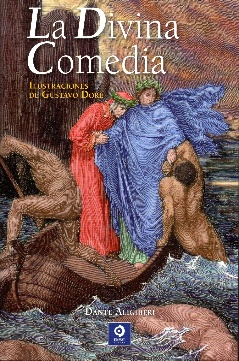 La Divina
Comedia
Ilustraciones
de Gustavo Doré
Dante Alighieri